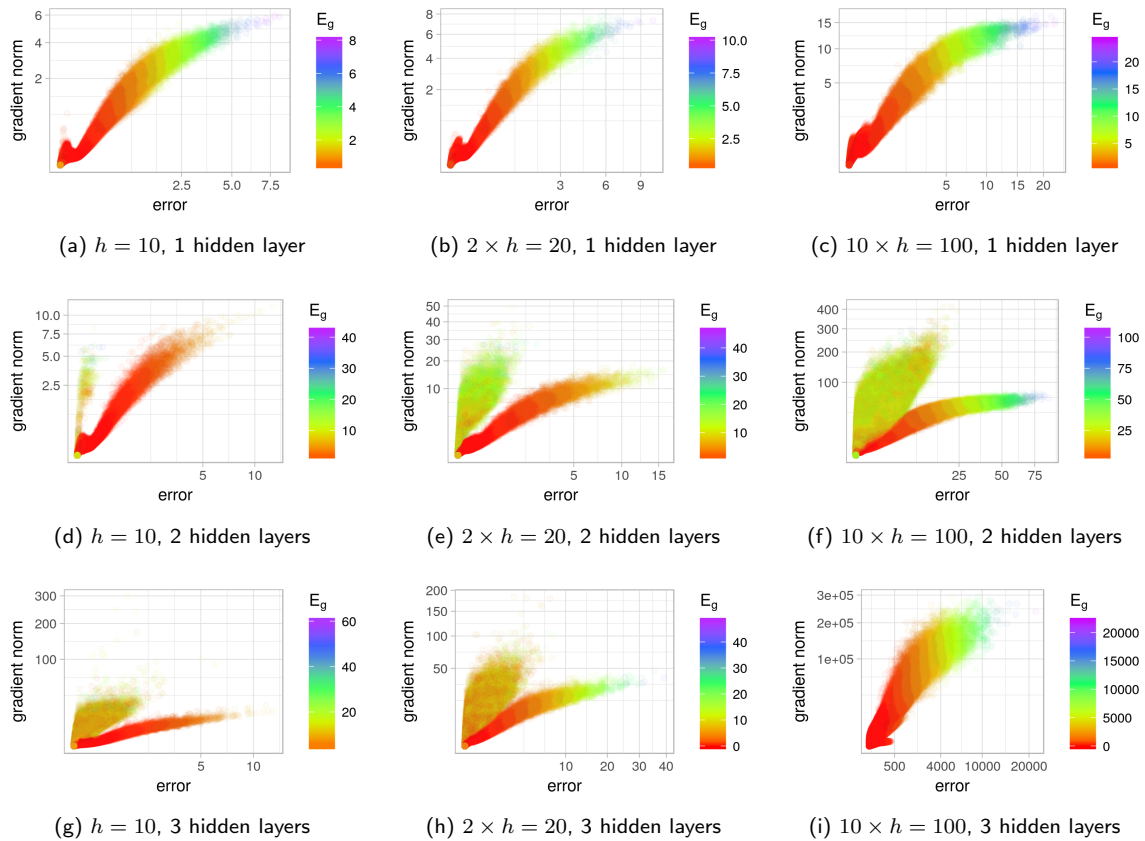 gradient norm
6
4
2
2.5 5.0 7.5
error
E_g
8
6
4
2
(a) h = 10, 1 hidden layer
gradient norm
8
6
4
2
3 6 9
error
E_g
10.0
7.5
5.0
2.5
(b) 2 × h = 20, 1 hidden layer
gradient norm
15
10
5
5 10 15 20
error
E_g
20
15
10
5
(c) 10 × h = 100, 1 hidden layer
gradient norm
10.0
7.5
5.0
2.5
5 10
error
E_g
40
30
20
10
(d) h = 10, 2 hidden layers
gradient norm
50
40
30
20
10
5 10 15
error
E_g
40
30
20
10
(e) 2 × h = 20, 2 hidden layers
gradient norm
400
300
200
100
25 50 75
error
E_g
100
75
50
25
(f) 10 × h = 100, 2 hidden layers
gradient norm
300
200
100
5 10
error
E_g
60
40
20
(g) h = 10, 3 hidden layers
gradient norm
200
150
100
50
10 20 30 40
error
E_g
40
30
20
10
0
(h) 2 × h = 20, 3 hidden layers
gradient norm
3e+05
2e+05
1e+05
500 4000 10000 20000
error
E_g
20000
15000
10000
5000
0
(i) 10 × h = 100, 3 hidden layers